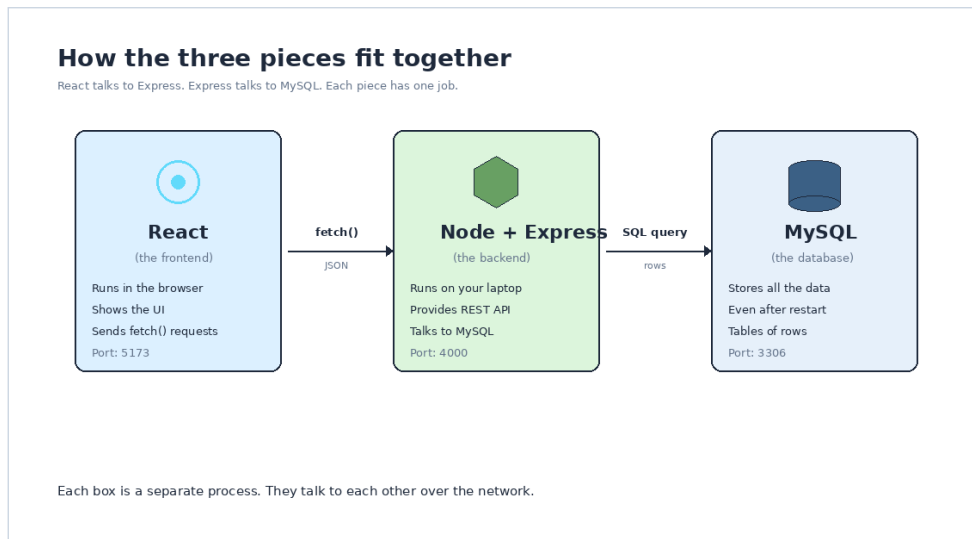 How the three pieces fit together
React talks to Express. Express talks to MySQL. Each piece has one job.
React
(the frontend)
Runs in the browser
Shows the UI
Sends fetch() requests
Port: 5173
fetch()
JSON
Node + Express
(the backend)
Runs on your laptop
Provides REST API
Talks to MySQL
Port: 4000
SQL query
rows
MySQL
(the database)
Stores all the data
Even after restart
Tables of rows
Port: 3306
Each box is a separate process. They talk to each other over the network.